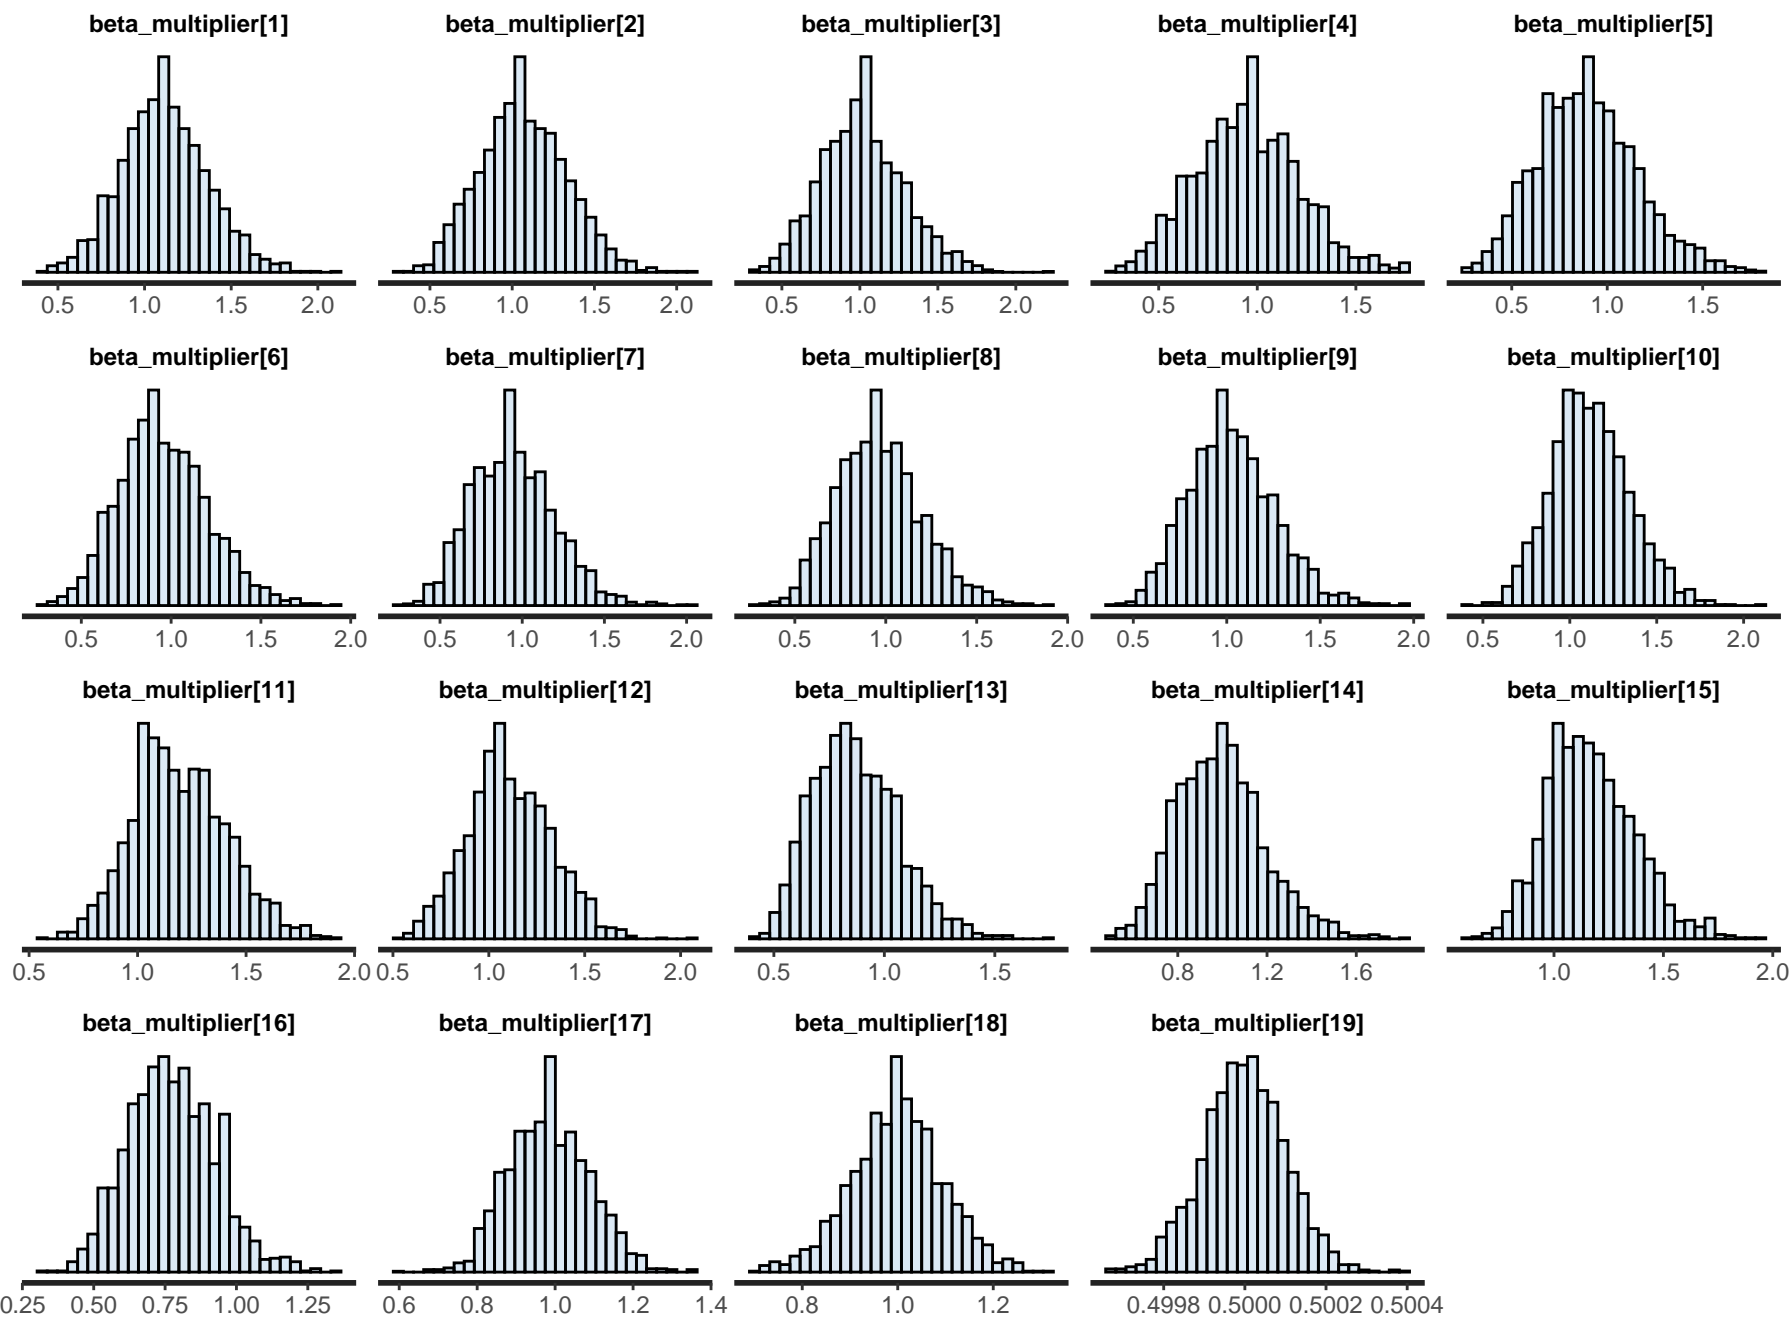 beta_multiplier[1] beta_multiplier[2] beta_multiplier[3] beta_multiplier[4] beta_multiplier[5]
0.5 1.0 1.5 2.0 0.5 1.0 1.5 2.0 0.5 1.0 1.5 2.0 0.5 1.0 1.5 0.5 1.0 1.5
beta_multiplier[6] beta_multiplier[7] beta_multiplier[8] beta_multiplier[9] beta_multiplier[10]
0.5 1.0 1.5 2.0 0.5 1.0 1.5 2.0 0.5 1.0 1.5 2.0 0.5 1.0 1.5 2.0 0.5 1.0 1.5 2.0
beta_multiplier[11] beta_multiplier[12] beta_multiplier[13] beta_multiplier[14] beta_multiplier[15]
0.5 1.0 1.5 2.0 0.5 1.0 1.5 2.0 0.5 1.0 1.5 0.8 1.2 1.6 1.0 1.5 2.0
beta_multiplier[16] beta_multiplier[17] beta_multiplier[18] beta_multiplier[19]
0.25 0.50 0.75 1.00 1.25 0.6 0.8 1.0 1.2 1.4 0.8 1.0 1.2 0.4998 0.5000 0.5002 0.5004